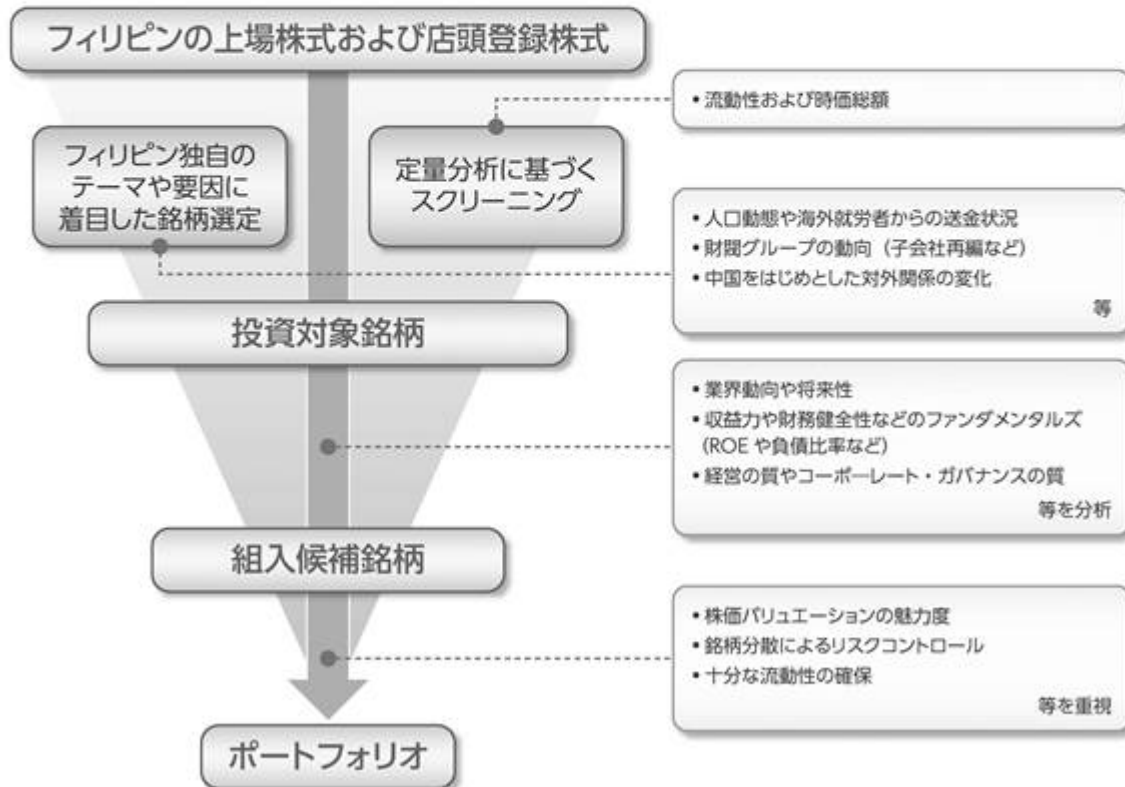 フィリピンの上場株式および店頭登録株式
• 流動性および時価総額
フィリピン独自の
テーマや要因に
着目した銘柄選定
定量分析に基づく
スクリーニング
• 人口動態や海外就労者からの送金状況
• 財閥グループの動向（子会社再編など）
• 中国をはじめとした対外関係の変化
等
投資対象銘柄
• 業界動向や将来性
• 収益力や財務健全性などのファンダメンタルズ
（ROE や負債比率など）
• 経営の質やコーポーレート・ガバナンスの質
等を分析
組入候補銘柄
• 株価バリュエーションの魅力度
• 銘柄分散によるリスクコントロール
• 十分な流動性の確保
等を重視
ポートフォリオ